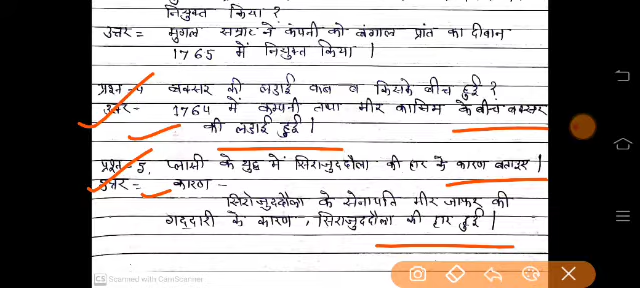 नियुक्त किया ?
उत्तर = मुगल सम्राट ने कंपनी को बंगाल प्रांत का दीवान
1765 में नियुक्त किया |
प्रश्न-4 बक्सर की लड़ाई कब व किसके बीच हुई ?
उत्तर- 1764 में कम्पनी तथा मीर कासिम के बीच बक्सर
की लड़ाई हुई |
प्रश्न-5. प्लासी के युद्ध में सिराजुद्दौला की हार के कारण बताइए |
उत्तर= कारण -
सिराजुद्दौला के सेनापति मीर जाफर की
गद्दारी के कारण, सिराजुद्दौला की हार हुई |
CS Scanned with CamScanner